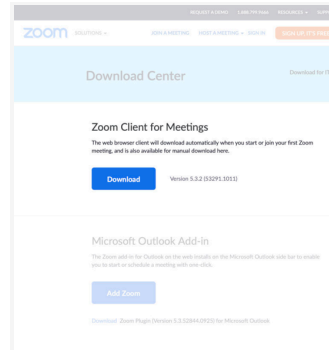 REQUEST A DEMO 1.888.799.9666 RESOURCES SUPPORT
zoom SOLUTIONS JOIN A MEETING HOST A MEETING SIGN IN SIGN UP, IT'S FREE
Download Center Download for IT
Zoom Client for Meetings
The web browser client will download automatically when you start or join your first Zoom
meeting, and is also available for manual download here.
Download Version 5.3.2 (53291.1011)
Microsoft Outlook Add-in
The Zoom add-in for Outlook on the web installs on the Microsoft Outlook side bar to enable
you to start or schedule a meeting with one-click.
Add Zoom
Download Zoom Plugin (Version 5.3.52844.0920) for Microsoft Outlook